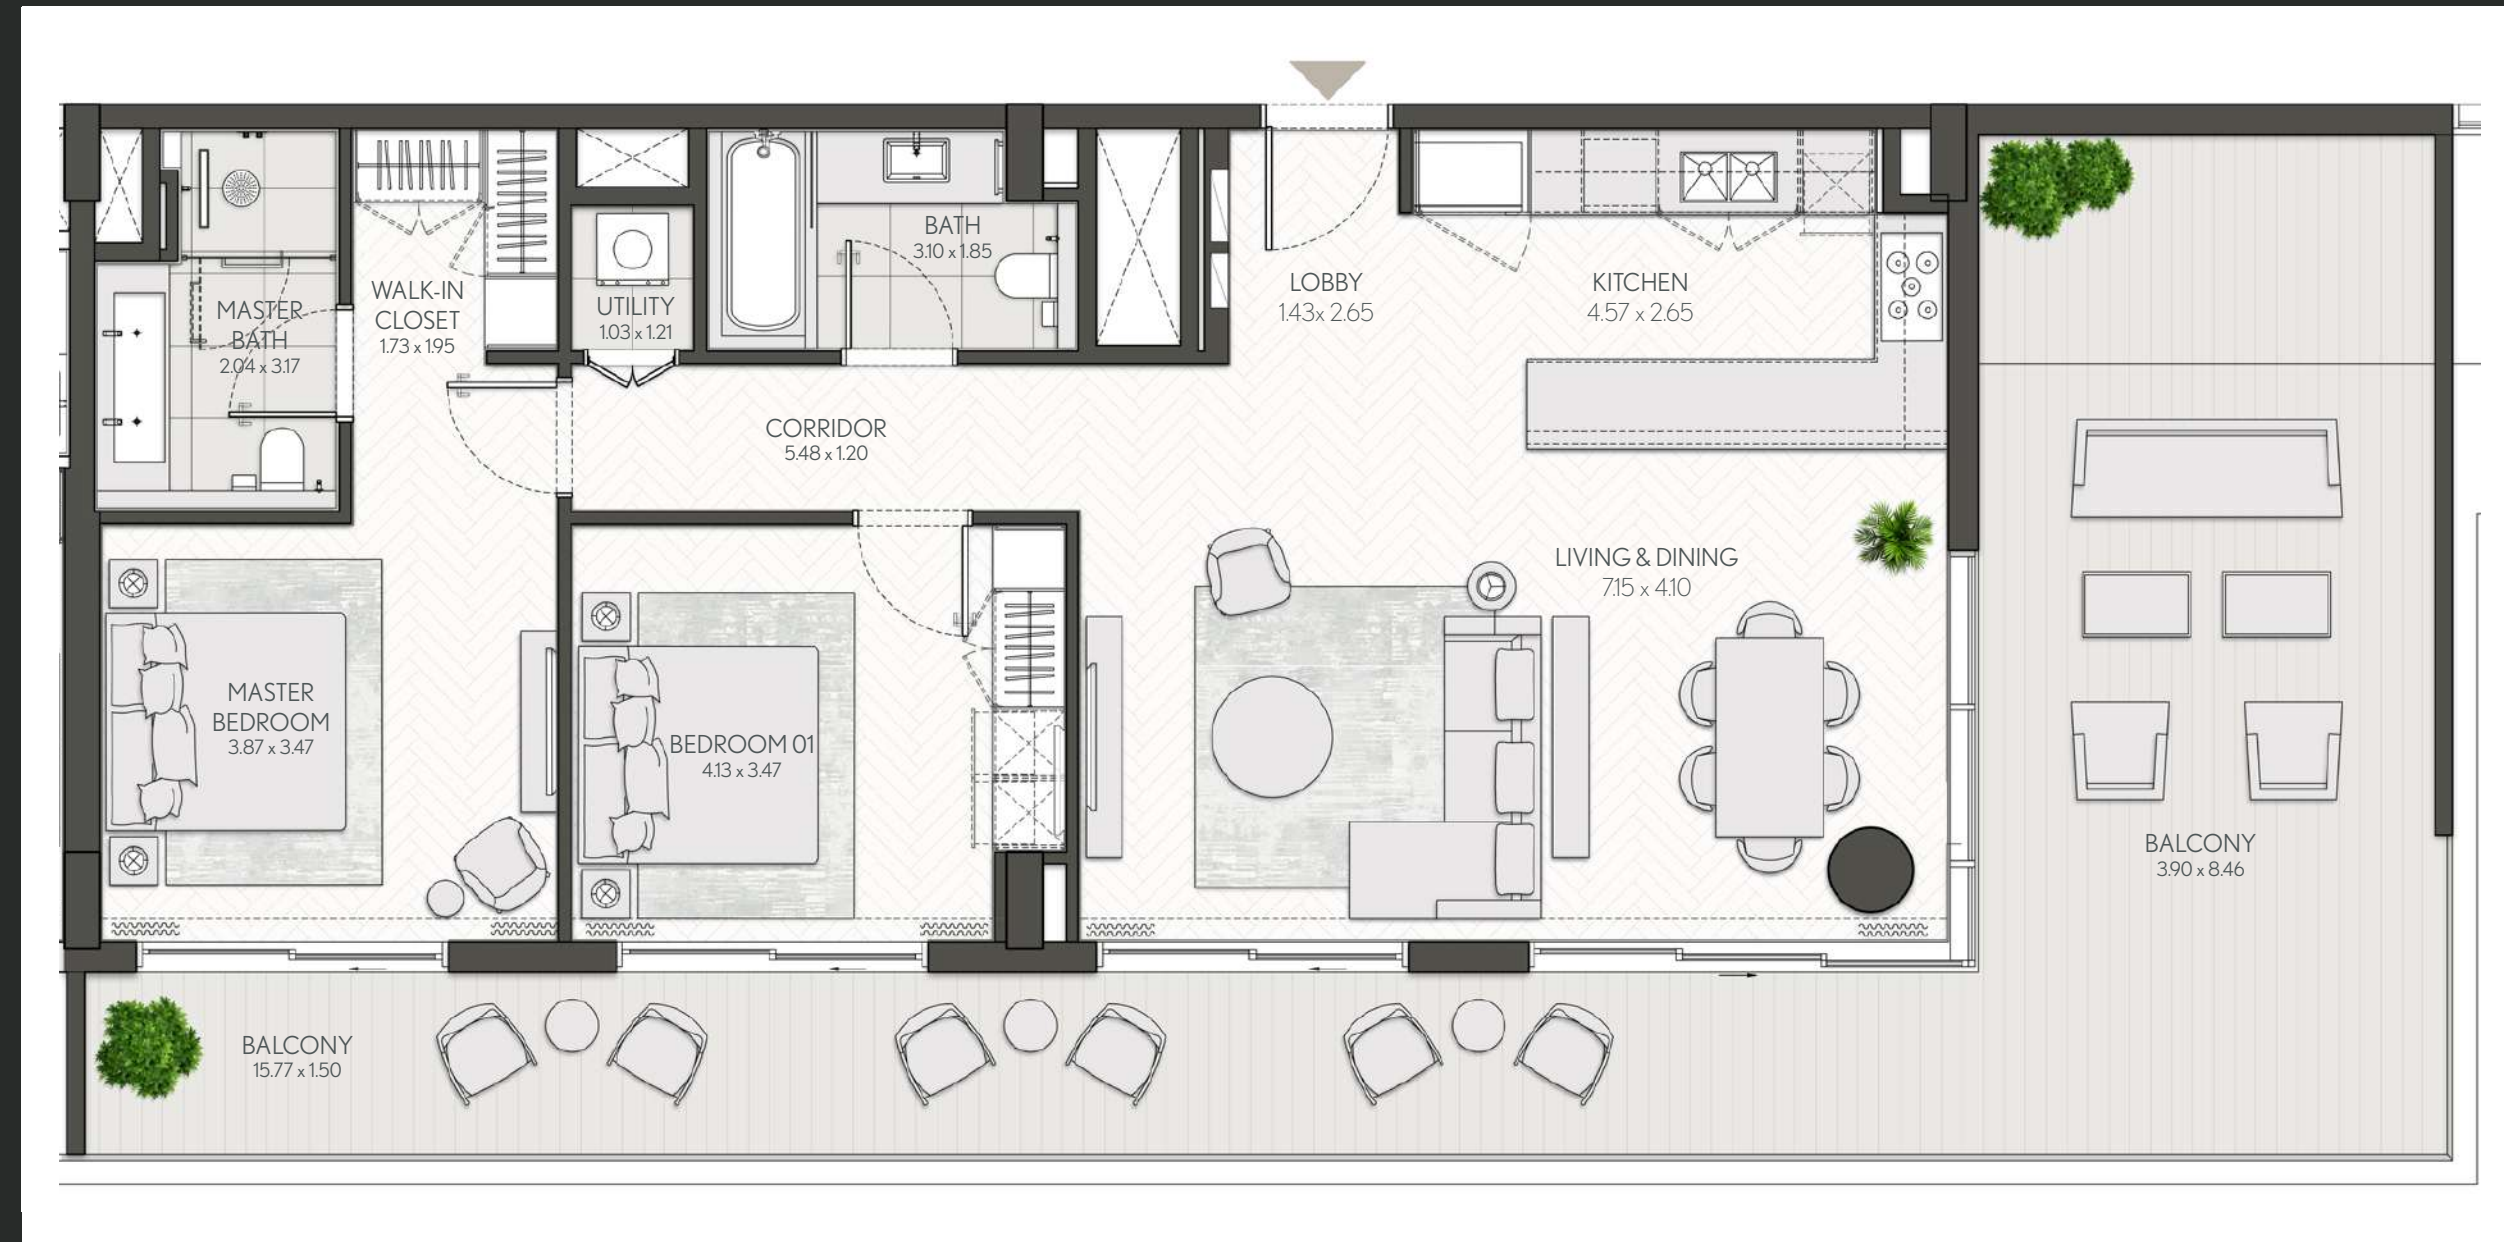 MASTER
BATH
2.04 x 3.17
WALK-IN
CLOSET
1.73 x 1.95
UTILITY
1.03 x 1.21
BATH
3.10 x 1.85
LOBBY
1.43x 2.65
KITCHEN
4.57 x 2.65
CORRIDOR
5.48 x 1.20
LIVING & DINING
7.15 x 4.10
MASTER
BEDROOM
3.87 x 3.47
BEDROOM 01
4.13 x 3.47
BALCONY
3.90 x 8.46
BALCONY
15.77 x 1.50